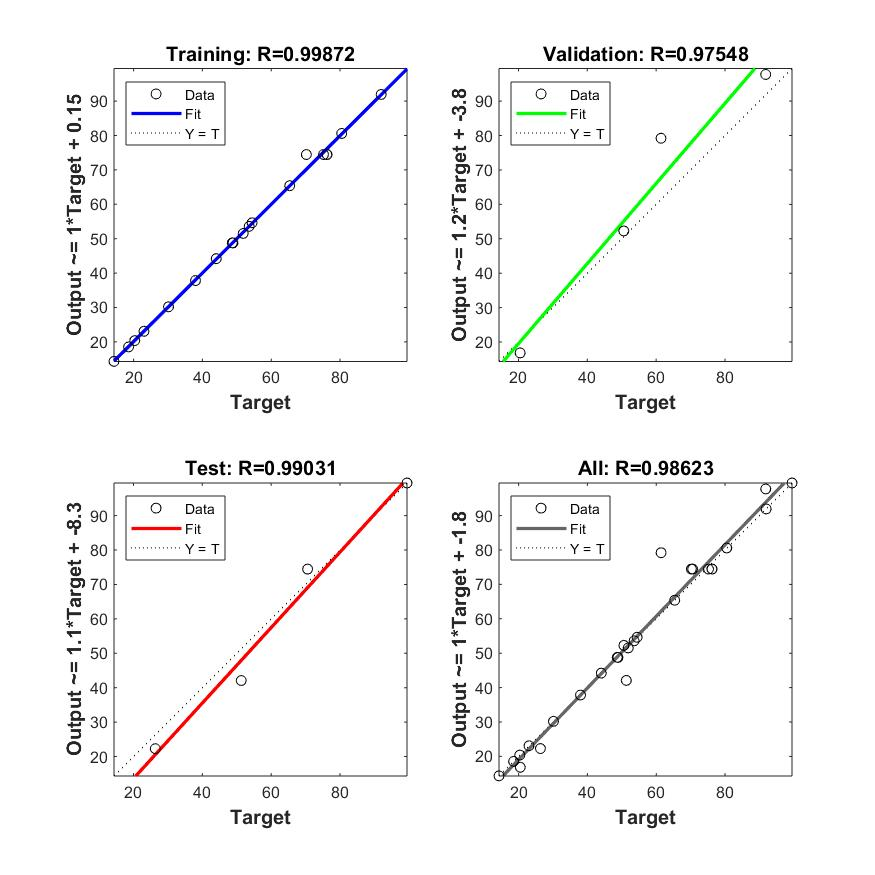 Training: R=0.99872
Output ~= 1*Target + 0.15
Data
Fit
Y = T
90
80
70
60
50
40
30
20
20 40 60 80
Target
Validation: R=0.97548
Output ~= 1.2*Target + -3.8
Data
Fit
Y = T
90
80
70
60
50
40
30
20
20 40 60 80
Target
Test: R=0.99031
Output ~= 1.1*Target + -8.3
Data
Fit
Y = T
90
80
70
60
50
40
30
20
20 40 60 80
Target
All: R=0.98623
Output ~= 1*Target + -1.8
Data
Fit
Y = T
90
80
70
60
50
40
30
20
20 40 60 80
Target